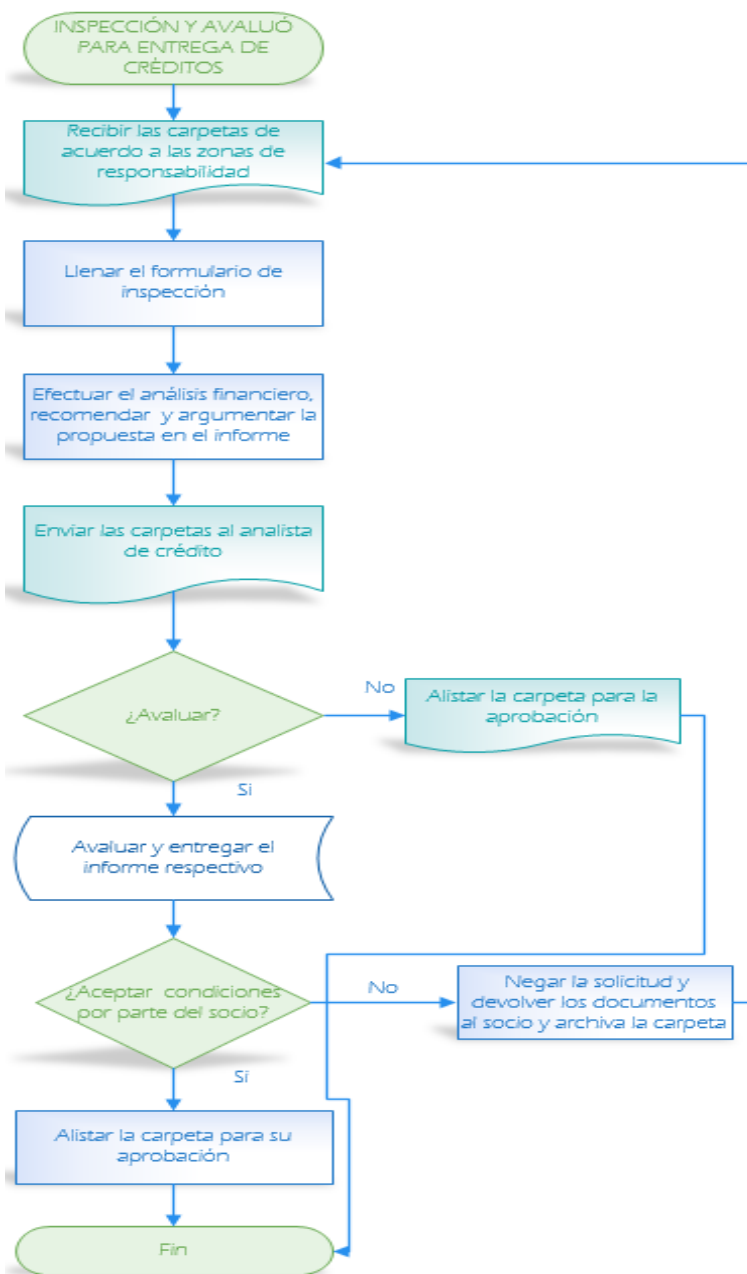 INSPECCIÓN Y AVALUÓ
PARA ENTREGA DE
CRÉDITOS
Recibir las carpetas de
acuerdo a las zonas de
responsabilidad
Llenar el formulario de
inspección
Efectuar el análisis financiero,
recomendar y argumentar la
propuesta en el informe
Enviar las carpetas al analista
de crédito
¿Avaluar?
No
Alistar la carpeta para la
aprobación
Si
Avaluar y entregar el
informe respectivo
¿Aceptar condiciones
por parte del socio?
No
Negar la solicitud y
devolver los documentos
al socio y archiva la carpeta
Si
Alistar la carpeta para su
aprobación
Fin